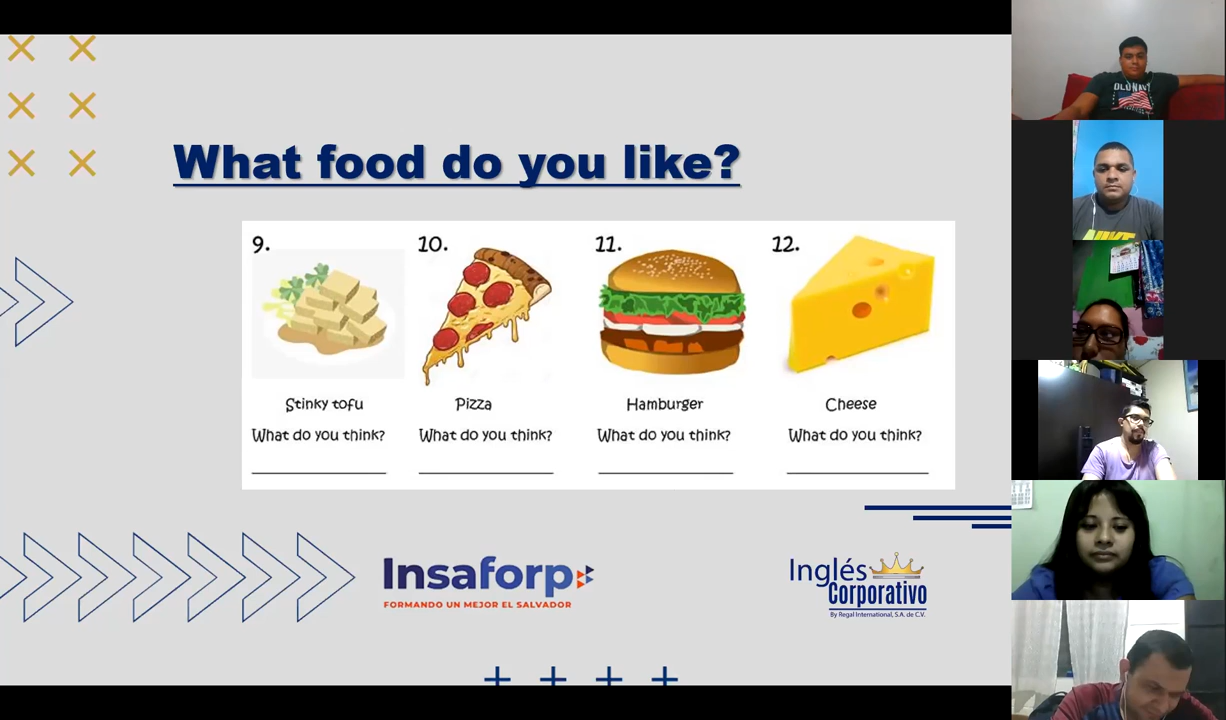 What food do you like?
9. 10. 11. 12.
Stinky tofu Pizza Hamburger Cheese
What do you think? What do you think? What do you think? What do you think?
Insaforp
FORMANDO UN MEJOR EL SALVADOR
Inglés
Corporativo
By Regal International, S.A. de C.V.
OLD NAVY